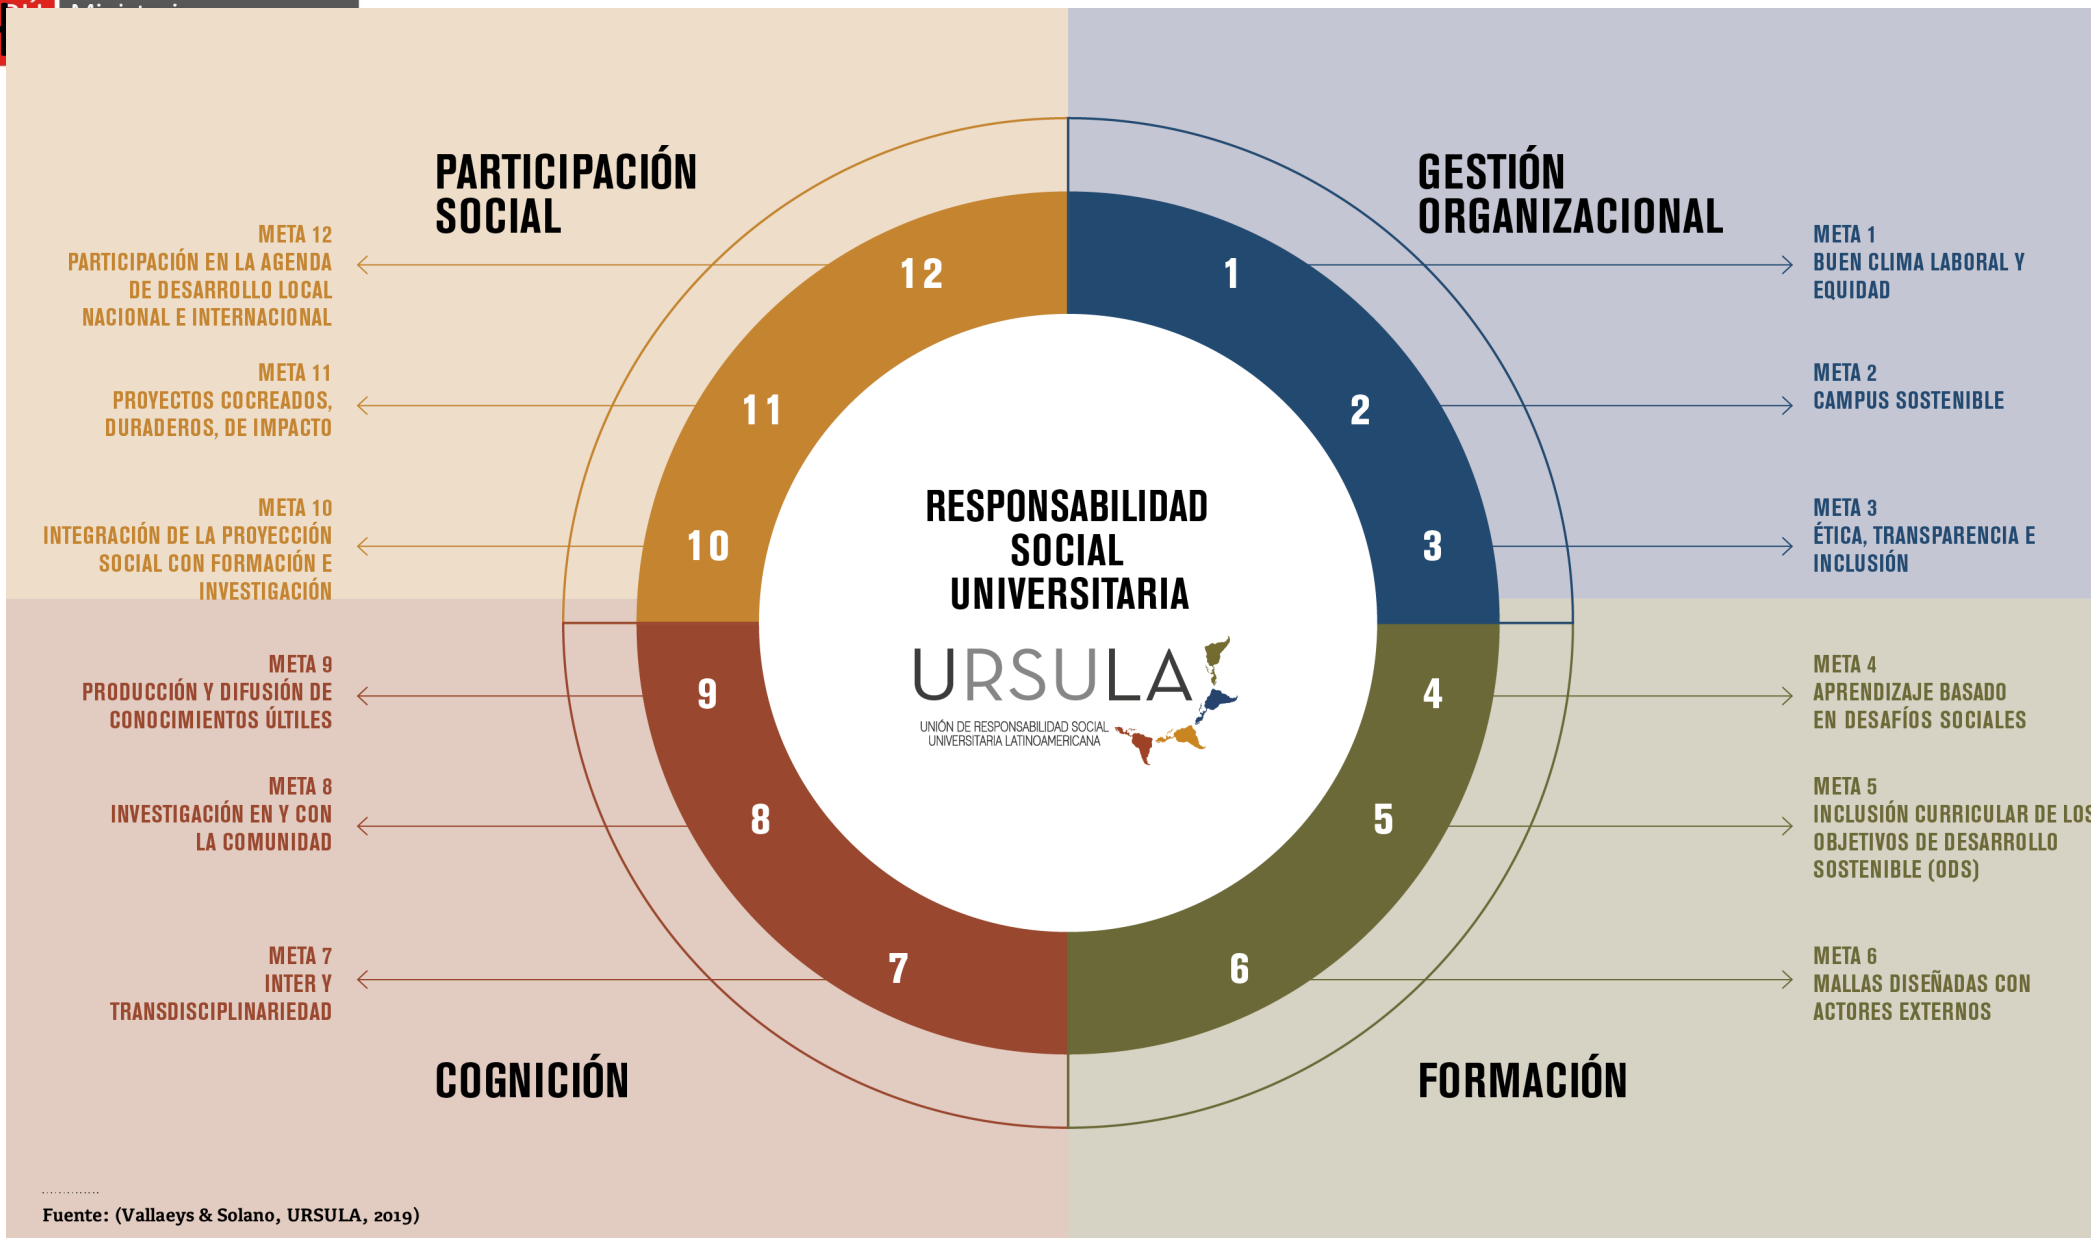 PARTICIPACIÓN
SOCIAL
META 12
PARTICIPACIÓN EN LA AGENDA
DE DESARROLLO LOCAL
NACIONAL E INTERNACIONAL
META 11
PROYECTOS COCREADOS,
DURADEROS, DE IMPACTO
META 10
INTEGRACIÓN DE LA PROYECCIÓN
SOCIAL CON FORMACIÓN E
INVESTIGACIÓN
12
11
10
GESTIÓN
ORGANIZACIONAL
1
2
3
META 1
BUEN CLIMA LABORAL Y
EQUIDAD
META 2
CAMPUS SOSTENIBLE
META 3
ÉTICA, TRANSPARENCIA E
INCLUSIÓN
RESPONSABILIDAD
SOCIAL
UNIVERSITARIA
URSULA
UNIÓN DE RESPONSABILIDAD SOCIAL
UNIVERSITARIA LATINOAMERICANA
META 9
PRODUCCIÓN Y DIFUSIÓN DE
CONOCIMIENTOS ÚLTILES
META 8
INVESTIGACIÓN EN Y CON
LA COMUNIDAD
META 7
INTER Y
TRANSDISCIPLINARIEDAD
9
8
7
COGNICIÓN
4
5
6
META 4
APRENDIZAJE BASADO
EN DESAFÍOS SOCIALES
META 5
INCLUSIÓN CURRICULAR DE LOS
OBJETIVOS DE DESARROLLO
SOSTENIBLE (ODS)
META 6
MALLAS DISEÑADAS CON
ACTORES EXTERNOS
FORMACIÓN
Fuente: (Vallaeys & Solano, URSULA, 2019)